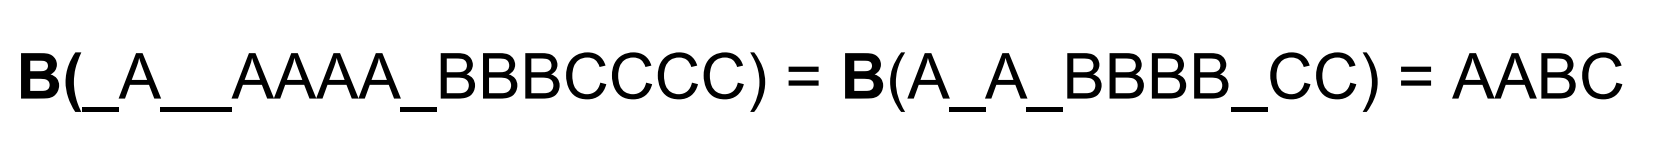 B(_A__AAAA_BBBCCCC) = B(A_A_BBBB_CC) = AABC